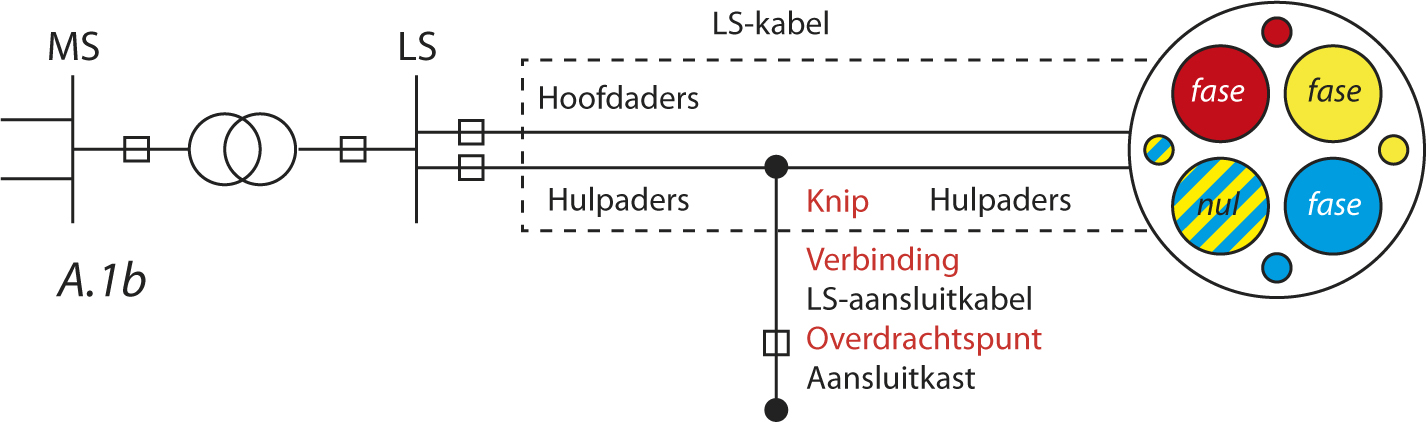 LS-kabel
MS
LS
Hoofdaders
fase
fase
Hulpaders
Knip
Hulpaders
nul
fase
Verbinding
A.1b
LS-aansluitkabel
Overdrachtspunt
Aansluitkast